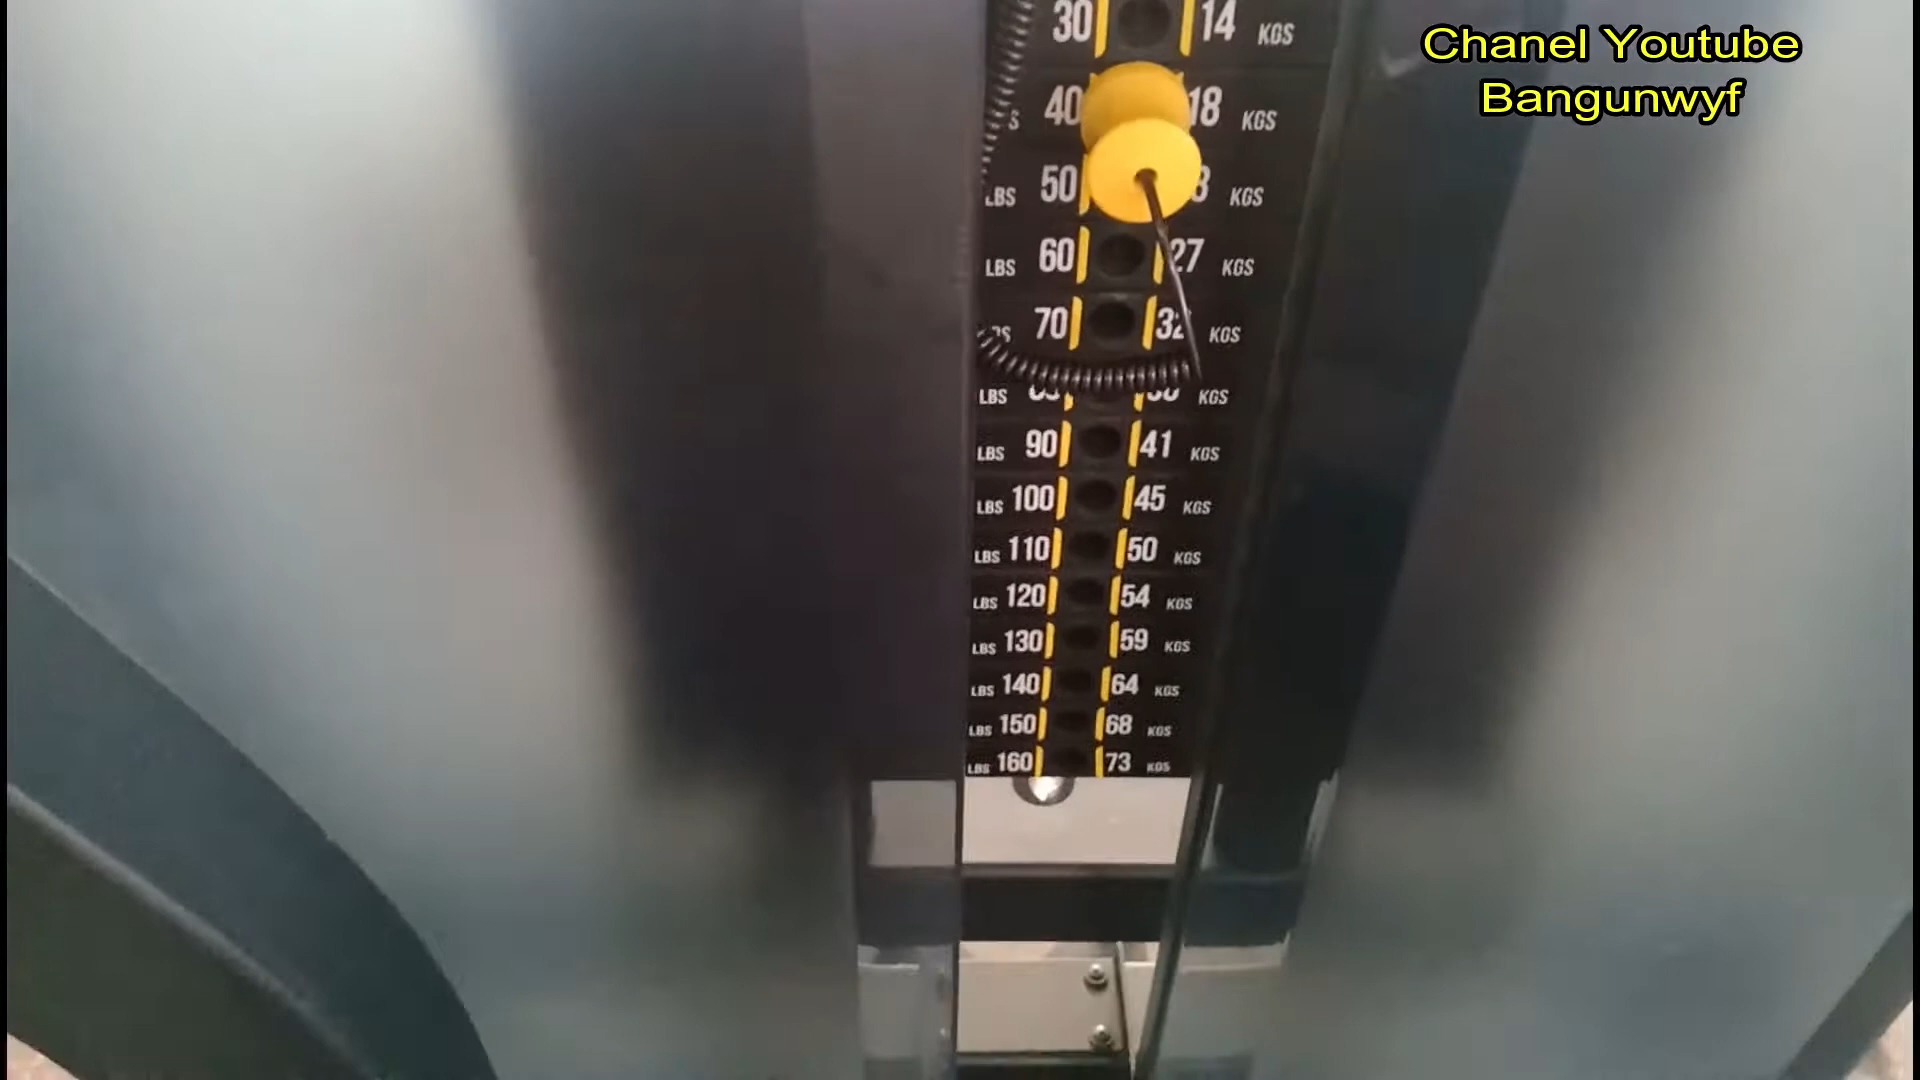 Chanel Youtube
Bangunwyf
30 14 KGS
40 18 KGS
LBS 50 KGS
LBS 60 27 KGS
70 32 KGS
LBS KGS
LBS 90 41 KGS
LBS 100 45 KGS
LBS 110 50 KGS
LBS 120 54 KGS
LBS 130 59 KGS
LBS 140 64 KGS
LBS 150 68 KGS
LBS 160 73 KGS